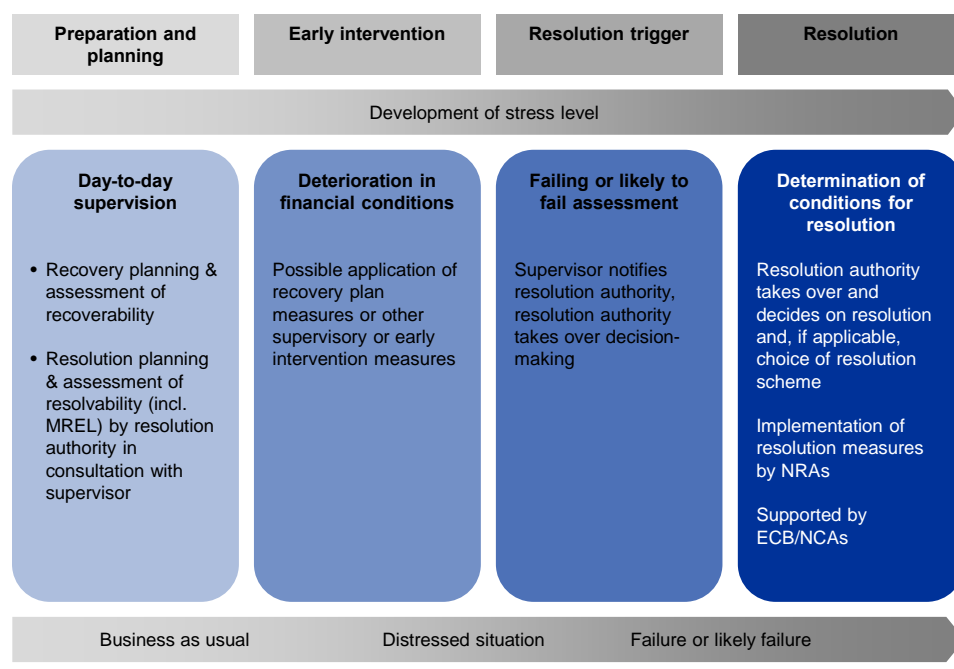 Preparation and
planning
Early intervention
Resolution trigger
Resolution
Development of stress level
Day-to-day
supervision
• Recovery planning &
assessment of
recoverability
• Resolution planning
& assessment of
resolvability (incl.
MREL) by resolution
authority in
consultation with
supervisor
Deterioration in
financial conditions
Possible application of
recovery plan
measures or other
supervisory or early
intervention measures
Failing or likely to
fail assessment
Supervisor notifies
resolution authority,
resolution authority
takes over decision-
making
Determination of
conditions for
resolution
Resolution authority
takes over and
decides on resolution
and, if applicable,
choice of resolution
scheme
Implementation of
resolution measures
by NRAs
Supported by
ECB/NCAs
Business as usual
Distressed situation
Failure or likely failure